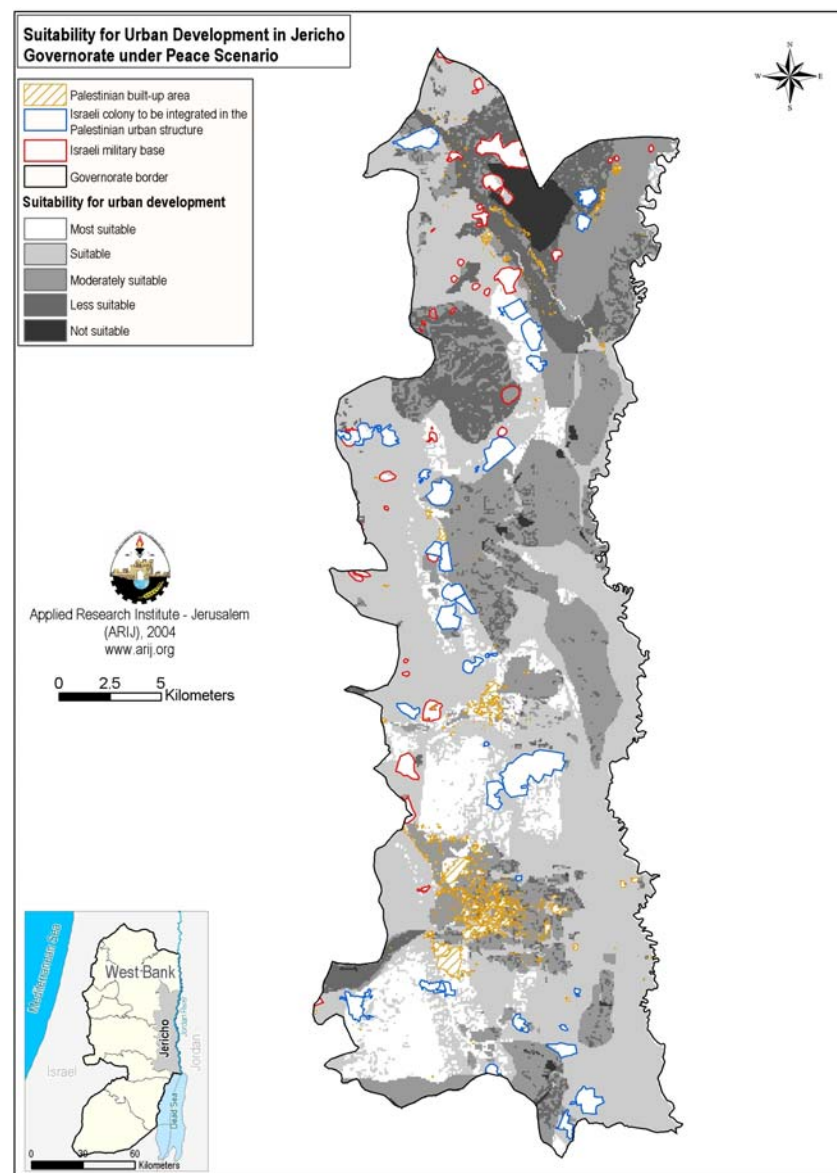 Suitability for Urban Development in Jericho
Governorate under Peace Scenario
Palestinian built-up area
Israeli colony to be integrated in the
Palestinian urban structure
Israeli military base
Governorate border
Suitability for urban development
Most suitable
Suitable
Moderately suitable
Less suitable
Not suitable
N
W E
S
Applied Research Institute - Jerusalem
(ARIJ), 2004
www.arij.org
0 2.5 5
Kilometers
Mediterranean Sea
West Bank
Jordan River
Jericho
Jordan
Israel
Dead Sea
0 30 60
Kilometers